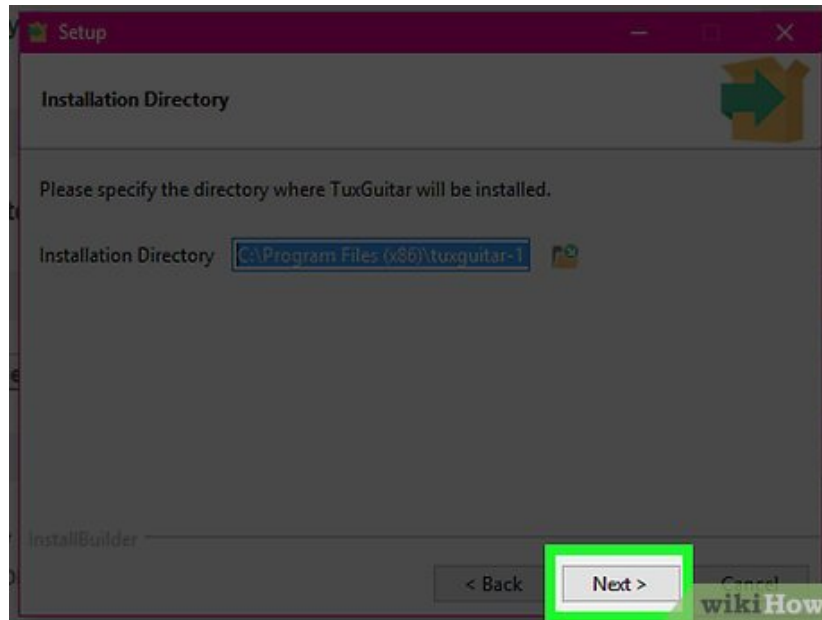 Setup
Installation Directory
Please specify the directory where TuxGuitar will be installed.
Installation Directory C:\Program Files (x86)\tuxguitar-1
InstallBuilder
< Back Next > Cancel
wikiHow